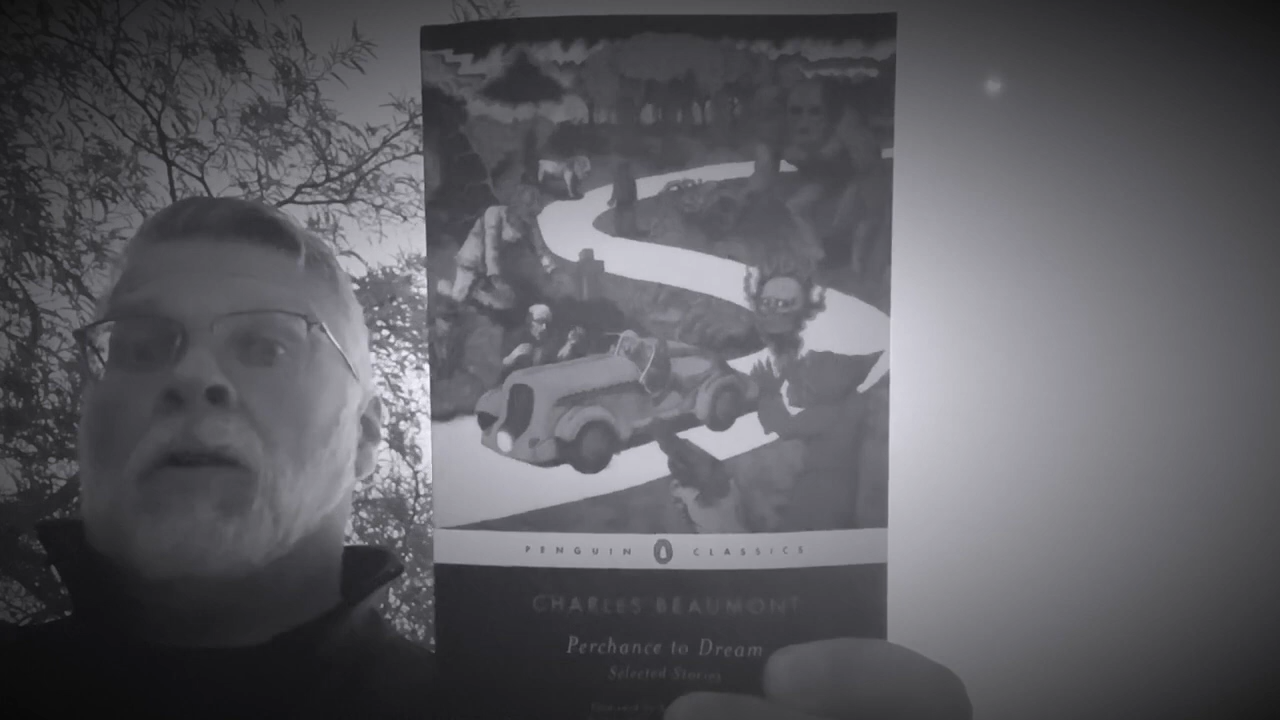 PENGUIN CLASSICS
CHARLES BEAUMONT
Perchance to Dream
Selected Stories